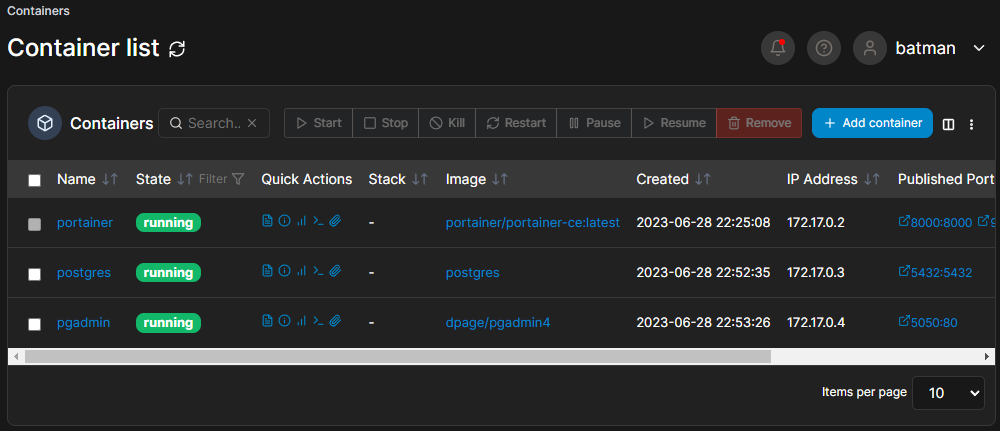 Containers
Container list
batman
Containers Search.. Start Stop Kill Restart Pause Resume Remove Add container
Name State Filter Quick Actions Stack Image Created IP Address Published Port
portainer running - portainer/portainer-ce:latest 2023-06-28 22:25:08 172.17.0.2 8000:8000 9
postgres running - postgres 2023-06-28 22:52:35 172.17.0.3 5432:5432
pgadmin running - dpage/pgadmin4 2023-06-28 22:53:26 172.17.0.4 5050:80
Items per page 10